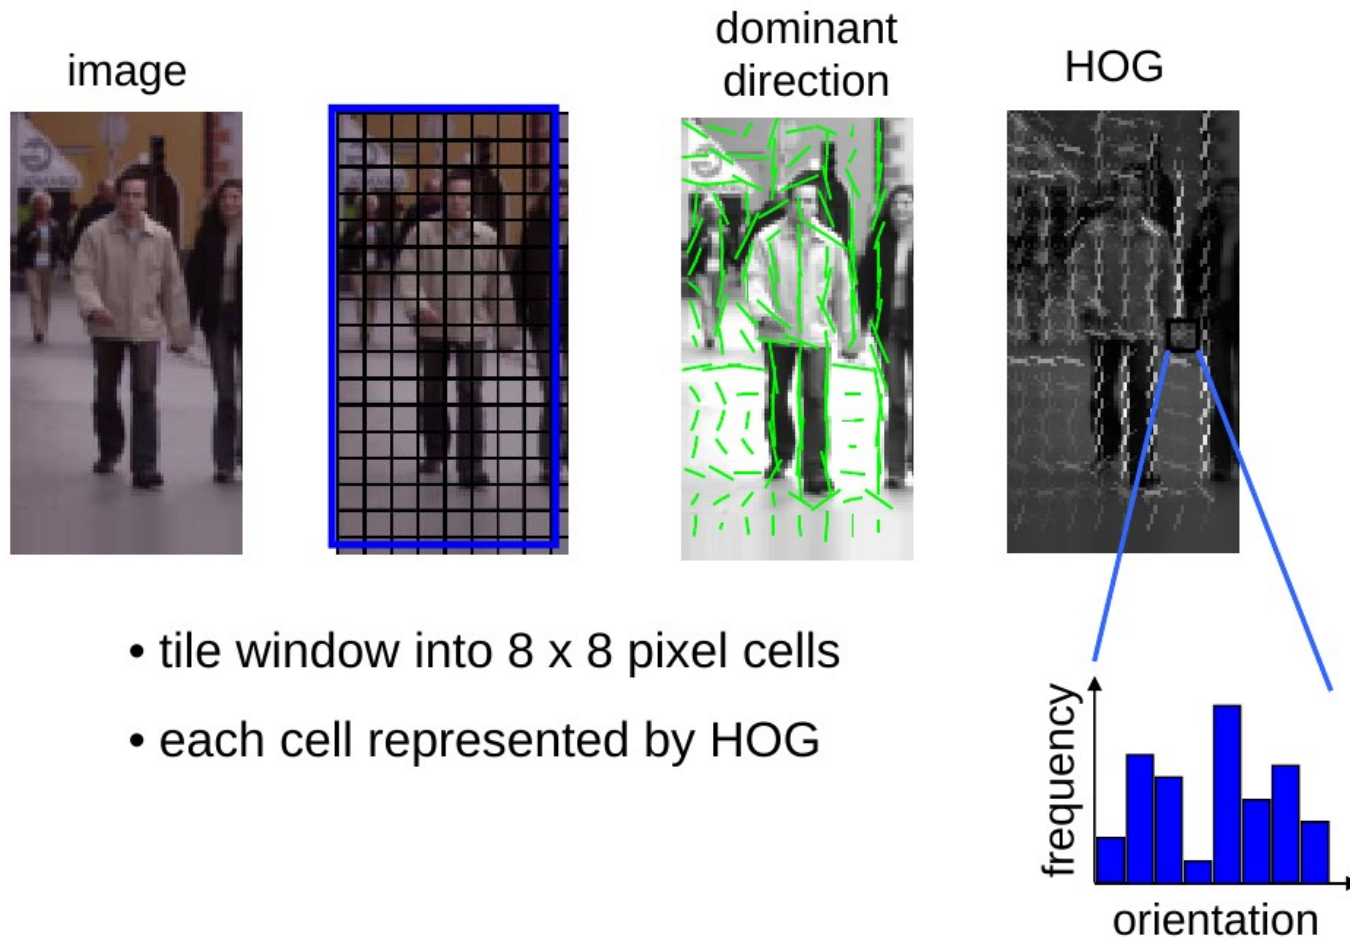 image
dominant
direction
HOG
• tile window into 8 x 8 pixel cells
• each cell represented by HOG
frequency
orientation